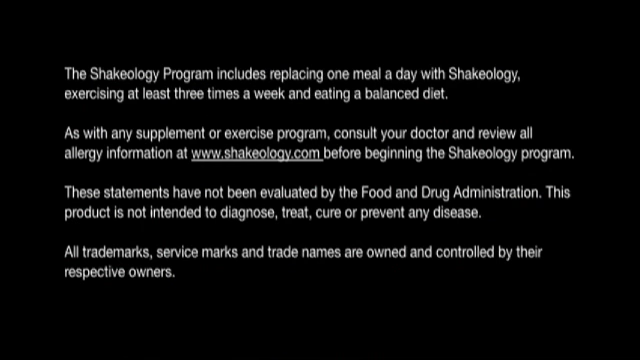 The Shakeology Program includes replacing one meal a day with Shakeology,
exercising at least three times a week and eating a balanced diet.
As with any supplement or exercise program, consult your doctor and review all
allergy information at www.shakeology.com before beginning the Shakeology program.
These statements have not been evaluated by the Food and Drug Administration. This
product is not intended to diagnose, treat, cure or prevent any disease.
All trademarks, service marks and trade names are owned and controlled by their
respective owners.